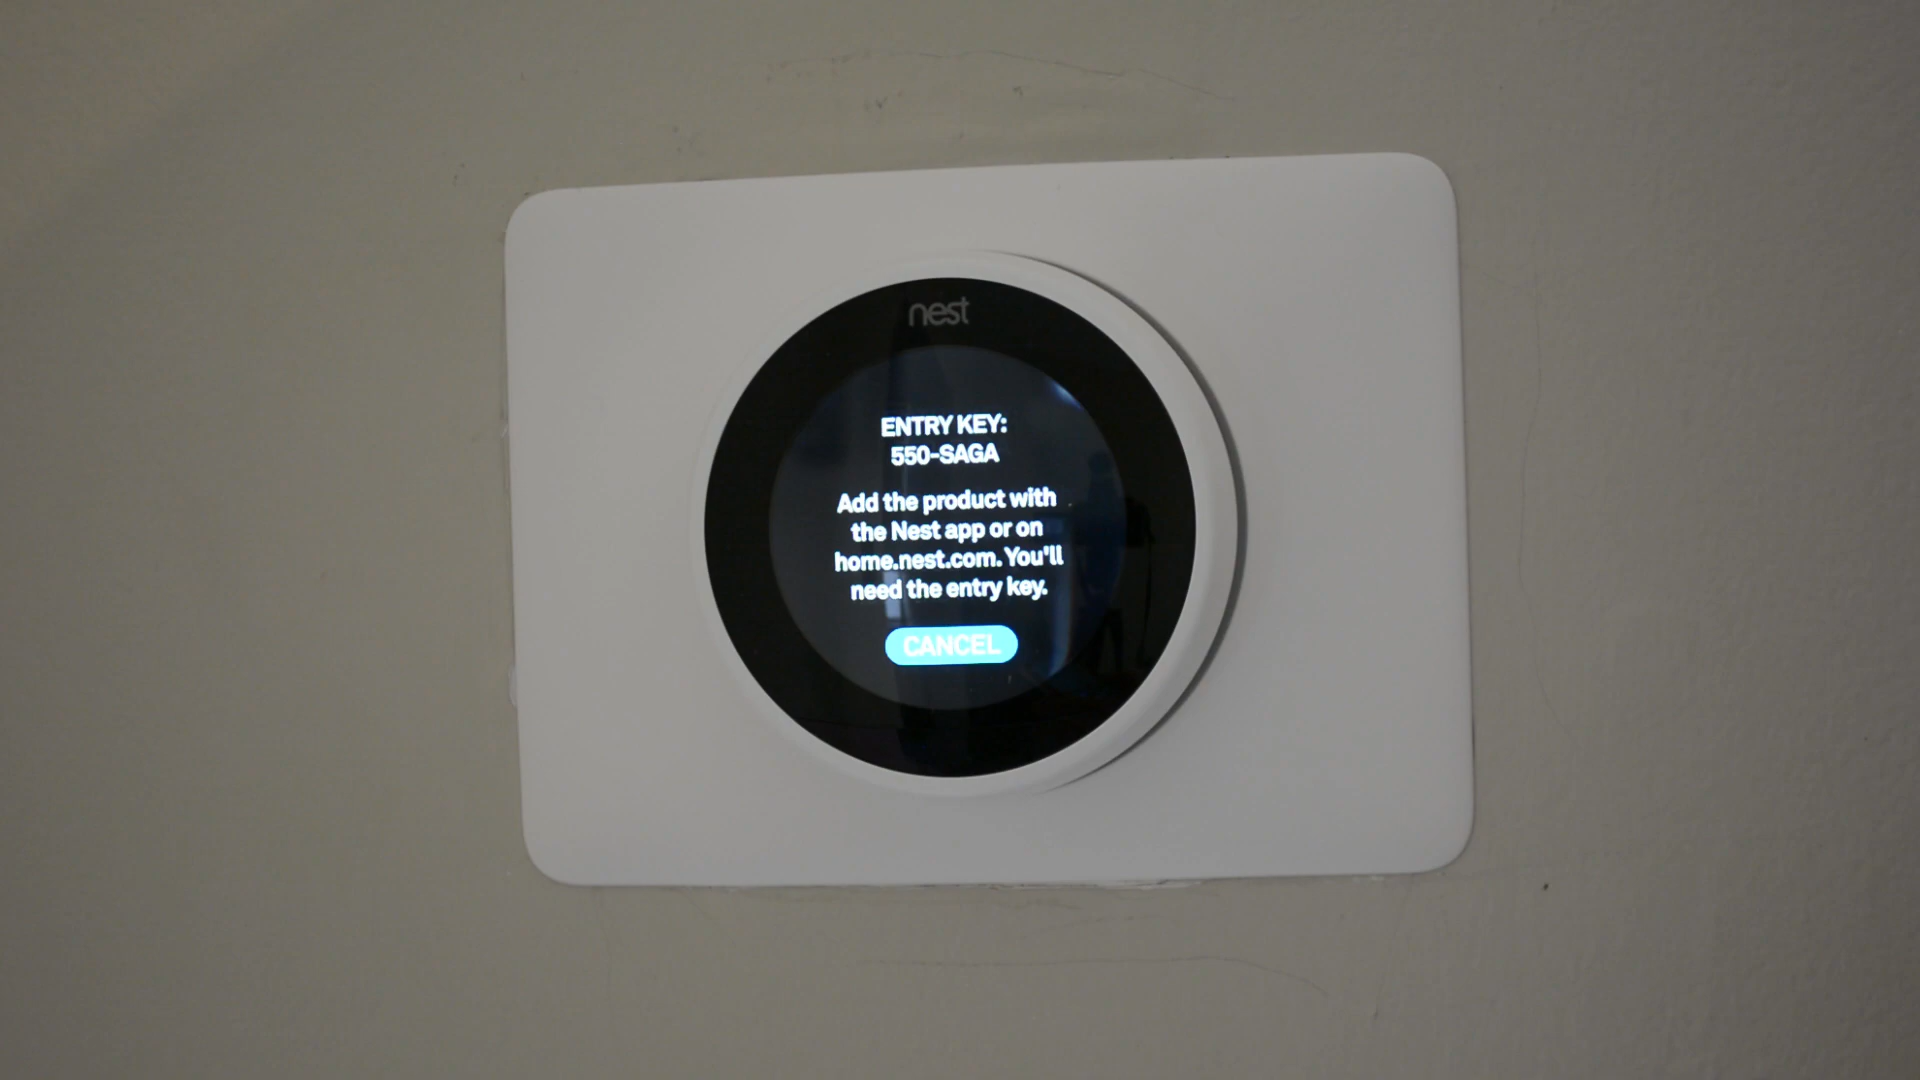 nest
ENTRY KEY:
550-SAGA
Add the product with
the Nest app or on
home.nest.com. You'll
need the entry key.
CANCEL